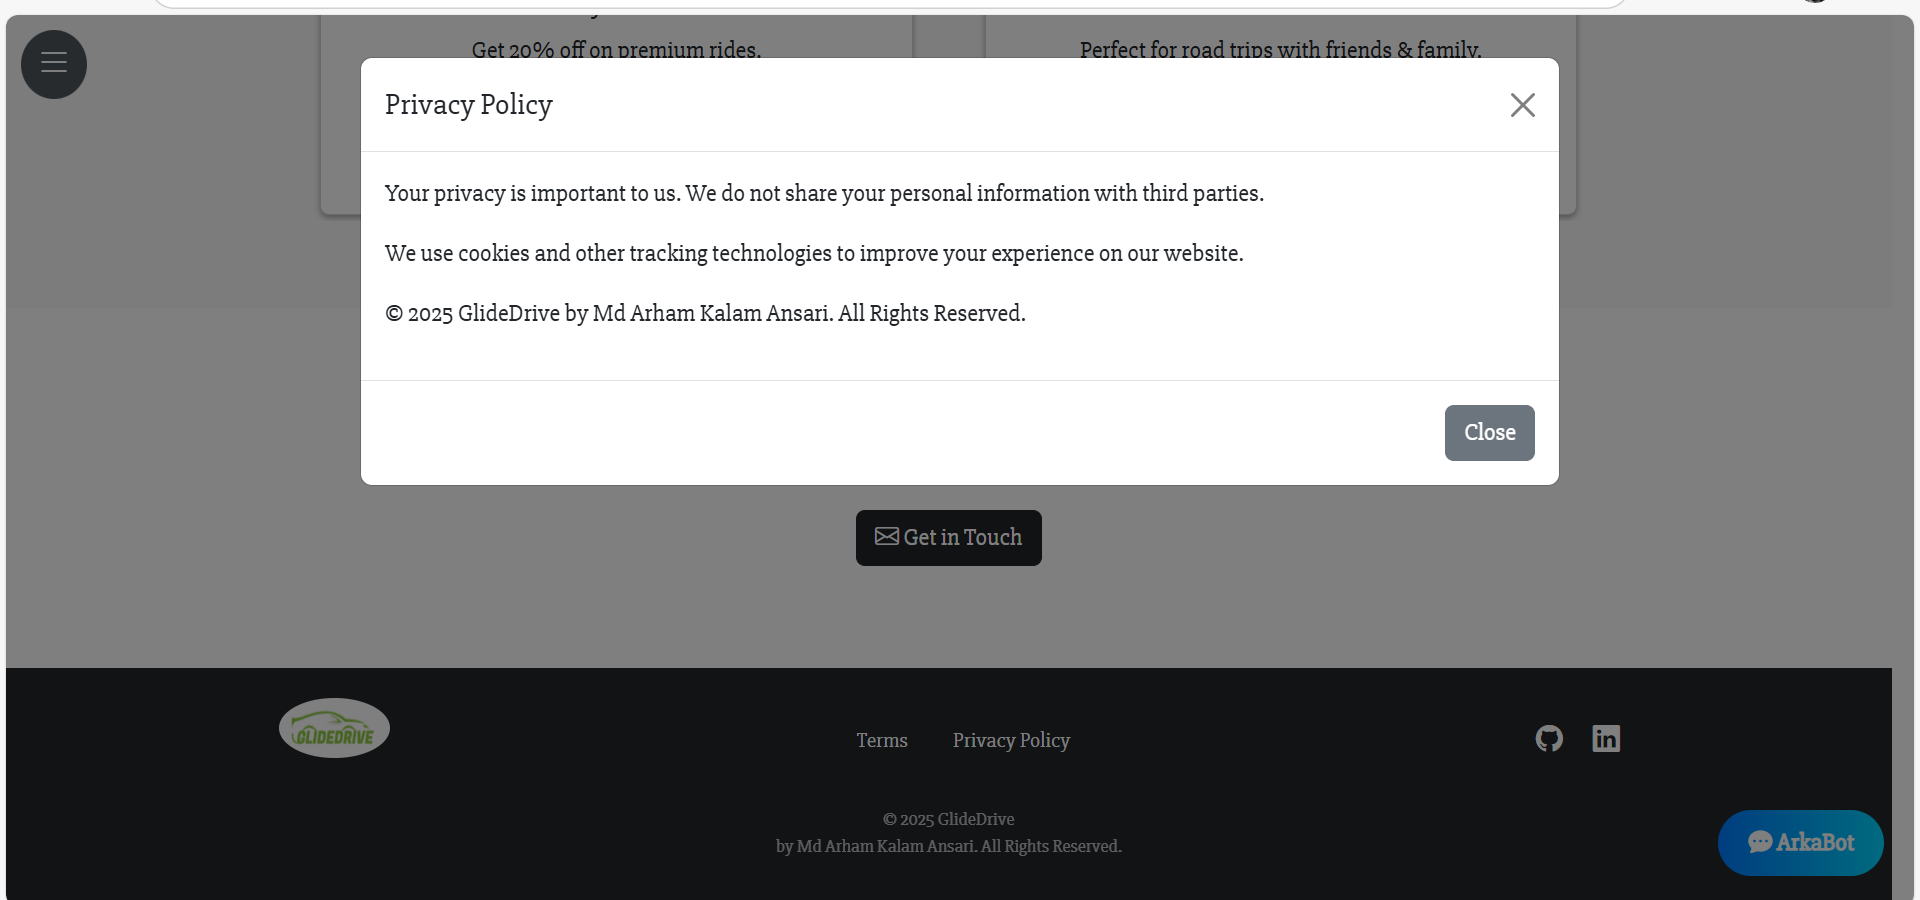 Get 20% off on premium rides.
Perfect for road trips with friends & family.
Privacy Policy
Your privacy is important to us. We do not share your personal information with third parties.
We use cookies and other tracking technologies to improve your experience on our website.
© 2025 GlideDrive by Md Arham Kalam Ansari. All Rights Reserved.
Close
Get in Touch
GLIDEDRIVE
Terms
Privacy Policy
in
© 2025 GlideDrive
by Md Arham Kalam Ansari. All Rights Reserved.
ArkaBot